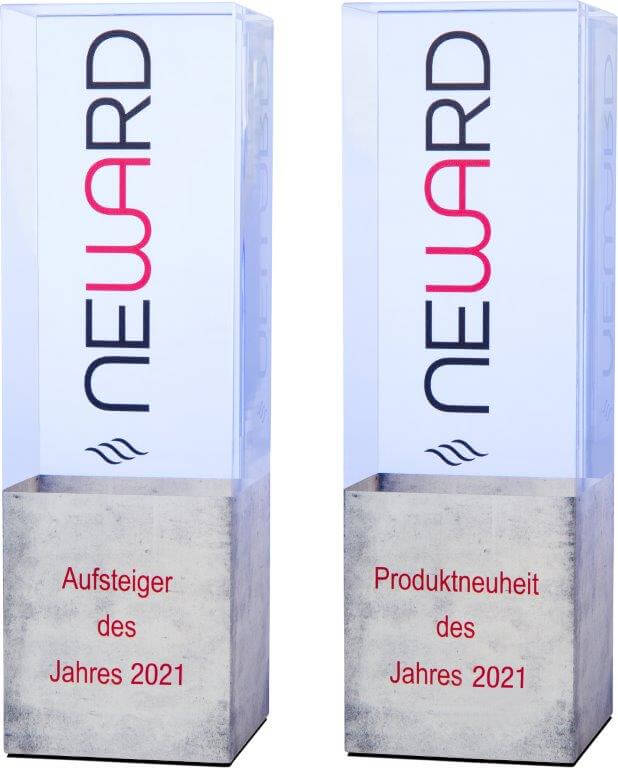 NEWARD
Aufsteiger
des
Jahres 2021
NEWARD
Produktneuheit
des
Jahres 2021